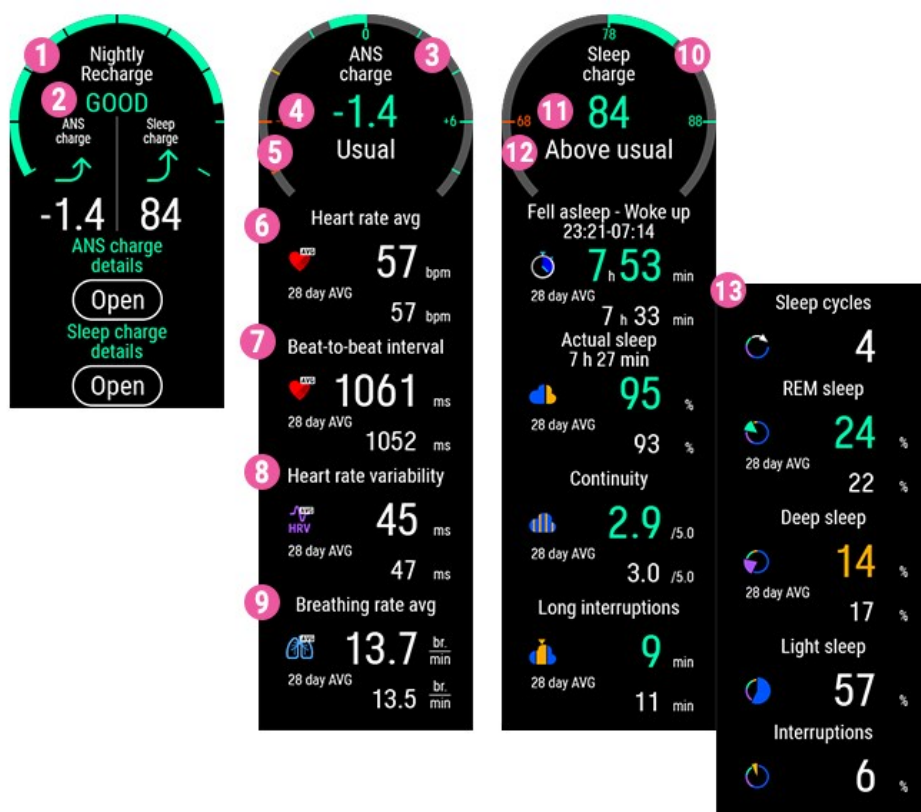 1
Nightly
Recharge
2
GOOD
ANS
charge
Sleep
charge
-1.4
84
ANS charge
details
Open
Sleep charge
details
Open
0
3
ANS
charge
4
-1.4
+6
5
Usual
6
Heart rate avg
AVG
57 bpm
28 day AVG
57 bpm
7
Beat-to-beat interval
AVG
1061 ms
28 day AVG
1052 ms
8
Heart rate variability
AVG
HRV
45 ms
28 day AVG
47 ms
9
Breathing rate avg
AVG
13.7 br.
min
28 day AVG
13.5 br.
min
78
10
Sleep
charge
68
11
84
88
12
Above usual
Fell asleep - Woke up
23:21-07:14
7 h 53 min
28 day AVG
7 h 33 min
Actual sleep
7 h 27 min
95 %
28 day AVG
93 %
Continuity
2.9 /5.0
28 day AVG
3.0 /5.0
Long interruptions
9 min
28 day AVG
11 min
13
Sleep cycles
4
REM sleep
24 %
28 day AVG
22 %
Deep sleep
14 %
28 day AVG
17 %
Light sleep
57 %
Interruptions
6 %